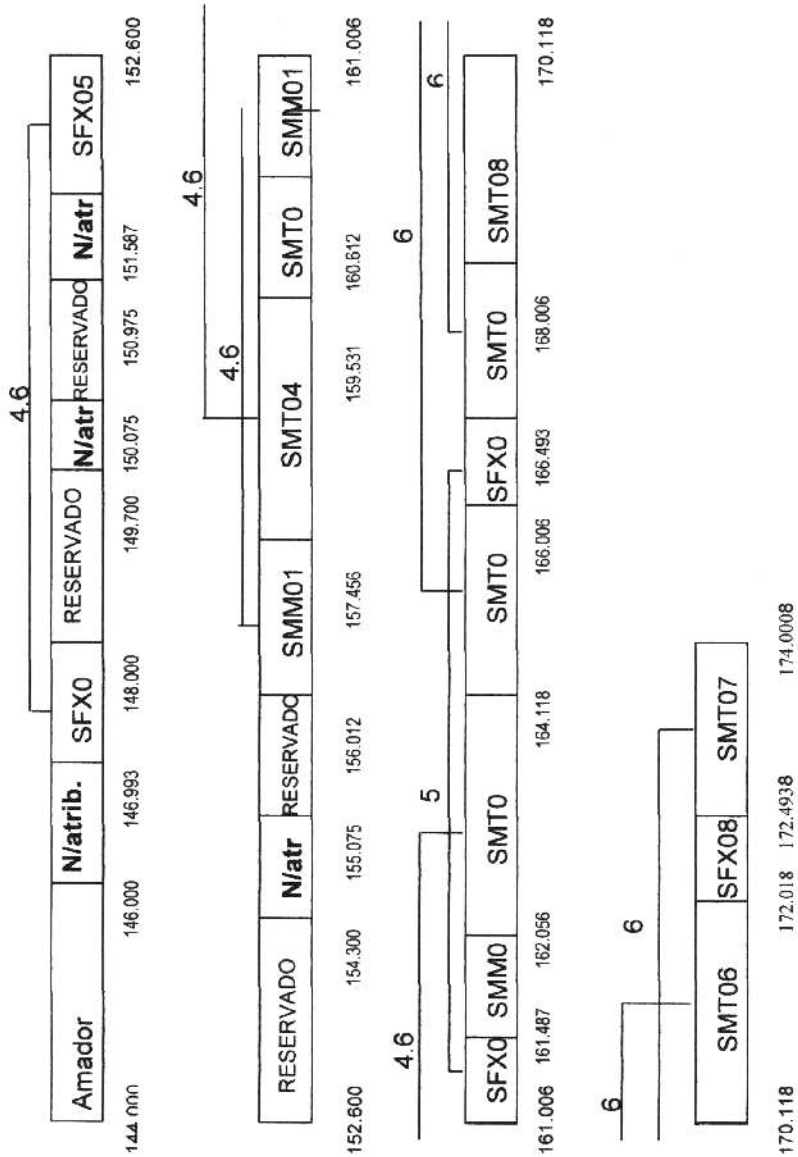 4.6
Amador N/atrib. SFX0 RESERVADO N/atr RESERVADO N/atr SFX05
144.000 146.000 146.993 148.000 149.700 150.075 150.975 151.587 152.600
4.6
4.6
RESERVADO N/atr RESERVADO SMM01 SMT04 SMT0 SMM01
152.600 154.300 155.075 156.012 157.456 159.531 160.612 161.006
4.6 6
5 6
SFX0 SMM0 SMT0 SMT0 SFX0 SMT0 SMT08
161.006 161.487 162.056 164.118 166.006 166.493 168.006 170.118
6
6
SMT06 SFX08 SMT07
170.118 172.018 172.4938 174.0008